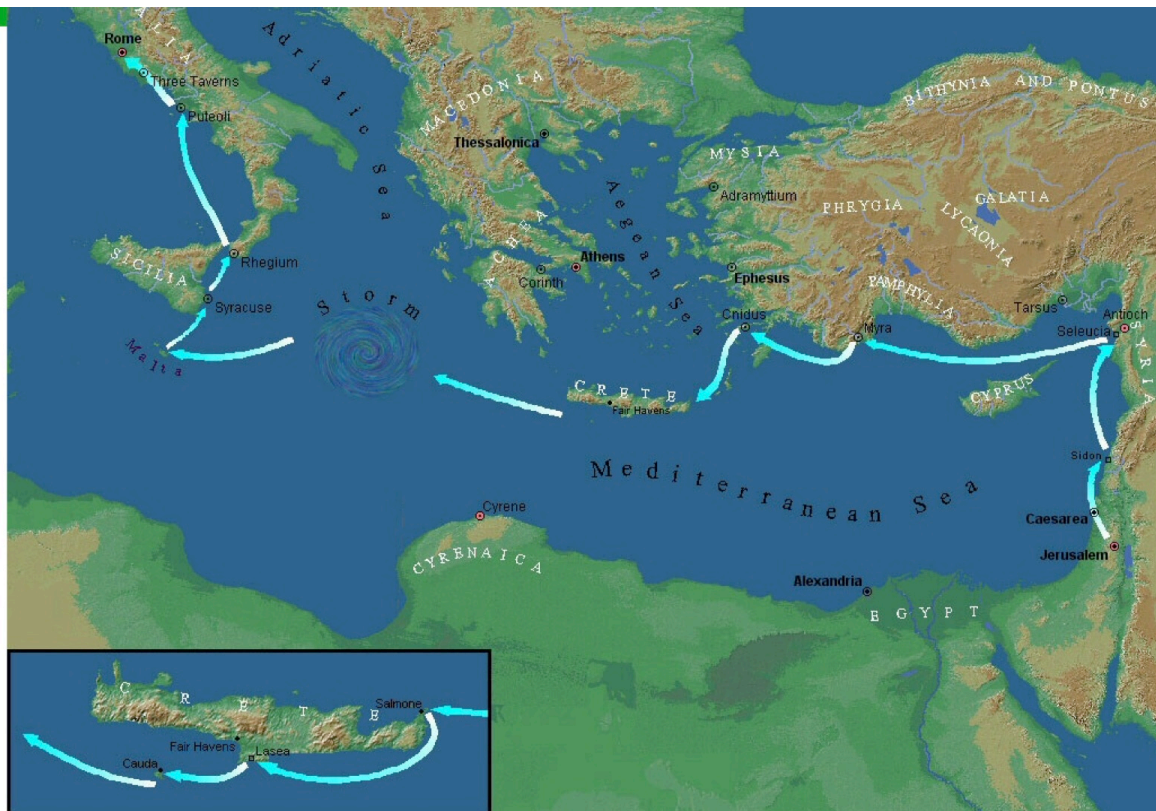 ALIA
Rome
Three Taverns
Puteoli
Adriatic Sea
MACEDONIA
Thessalonica
BITHYNIA AND PONTUS
MYSIA
Adramyttium
Aegean Sea
PHRYGIA
GALATIA
LYCAONIA
ACHEA
Athens
Corinth
Ephesus
PAMPHYLIA
Tarsus
Antioch
Seleucia
SYRIA
SICILIA
Rhegium
Syracuse
Storm
Malta
Cnidus
Myra
CRETE
Fair Havens
CYPRUS
Sidon
Mediterranean Sea
Caesarea
Jerusalem
Cyrene
CYRENAICA
Alexandria
EGYPT
CRETE
Salmone
Fair Havens
Lasea
Cauda